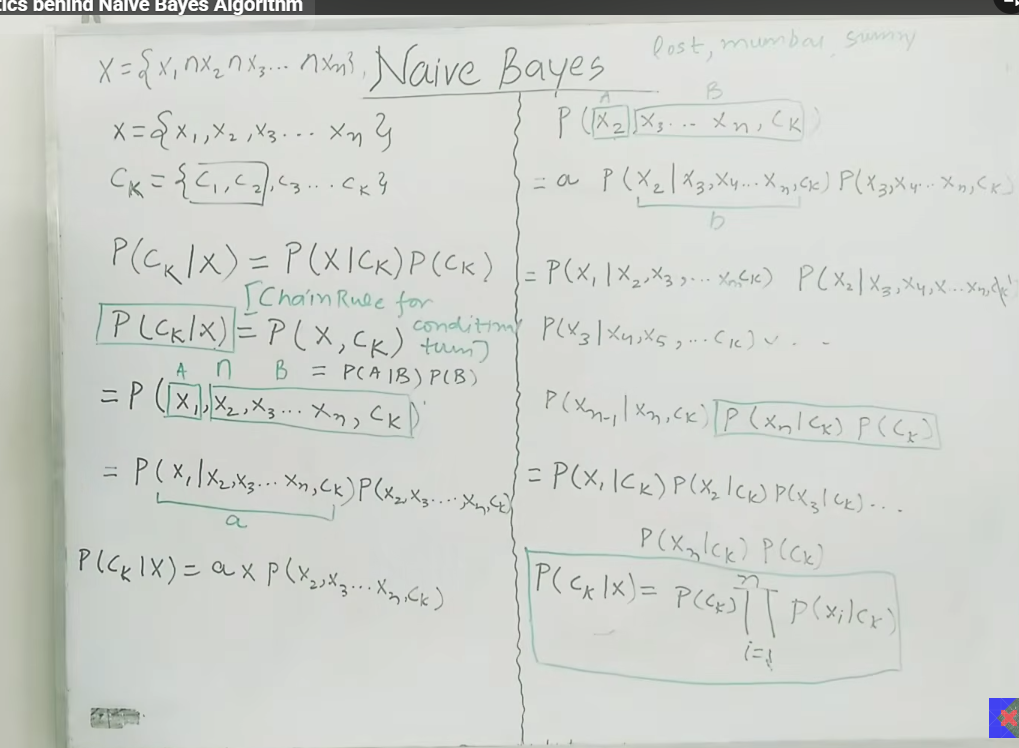 tics behind Naive Bayes Algorithm
Naive Bayes
lost, mumbai, sunny
X = {x₁ ∩ x₂ ∩ x₃... ∩ xₙ},
X = {x₁, x₂, x₃... xₙ}
Cₖ = {C₁, C₂, C₃... Cₖ}
P(Cₖ|X) = P(X|Cₖ) P(Cₖ)
[Chain Rule for
P(Cₖ|X) = P(X, Cₖ)
condition
term]
A ∩ B = P(A|B) P(B)
= P(x₁, x₂, x₃... xₙ, Cₖ)
= P(x₁|x₂,x₃... xₙ, Cₖ) P(x₂,x₃....xₙ, Cₖ)
a
P(Cₖ|X) = a x P(x₂,x₃...xₙ,Cₖ)
A B
P(x₂, x₃... xₙ, Cₖ)
= a P(x₂|x₃,x₄...xₙ,Cₖ) P(x₃,x₄...xₙ,Cₖ)
b
= P(x₁|x₂,x₃,... xₙ,Cₖ) P(x₂|x₃,x₄,x...xₙ,Cₖ)
P(x₃|x₄,x₅,...Cₖ) ...
P(xₙ₋₁|xₙ,Cₖ) P(xₙ|Cₖ) P(Cₖ)
= P(x₁|Cₖ) P(x₂|Cₖ) P(x₃|Cₖ)...
P(xₙ|Cₖ) P(Cₖ)
P(Cₖ|X) = P(Cₖ) ∏ⁿᵢ₌₁ P(xᵢ|Cₖ)